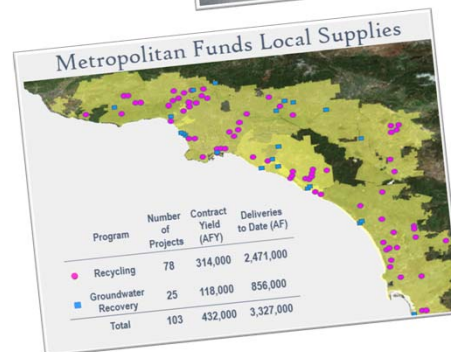 Metropolitan Funds Local Supplies
Program Number of Projects Contract Yield (AFY) Deliveries to Date (AF)
Recycling 78 314,000 2,471,000
Groundwater Recovery 25 118,000 856,000
Total 103 432,000 3,327,000